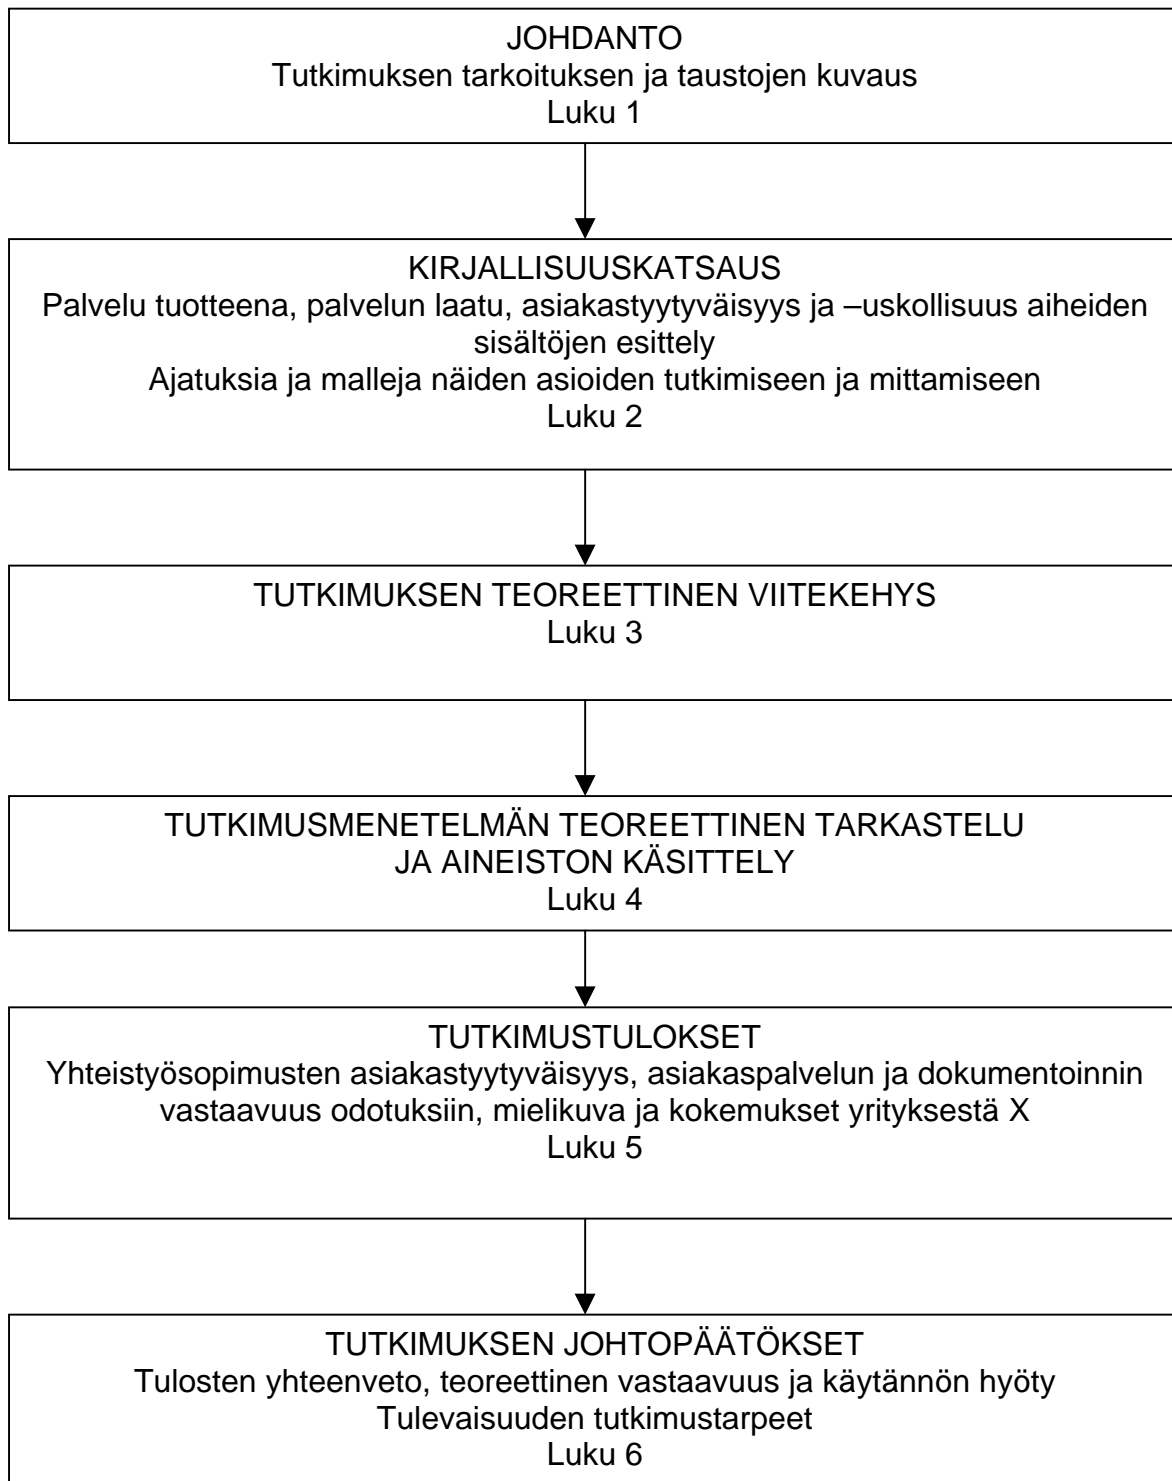 JOHDANTO
Tutkimuksen tarkoituksen ja taustojen kuvaus
Luku 1
KIRJALLISUUSKATSAUS
Palvelu tuotteena, palvelun laatu, asiakastyytyväisyys ja –uskollisuus aiheiden
sisältöjen esittely
Ajatuksia ja malleja näiden asioiden tutkimiseen ja mittamiseen
Luku 2
TUTKIMUKSEN TEOREETTINEN VIITEKEHYS
Luku 3
TUTKIMUSMENETELMÄN TEOREETTINEN TARKASTELU
JA AINEISTON KÄSITTELY
Luku 4
TUTKIMUSTULOKSET
Yhteistyösopimusten asiakastyytyväisyys, asiakaspalvelun ja dokumentoinnin
vastaavuus odotuksiin, mielikuva ja kokemukset yrityksestä X
Luku 5
TUTKIMUKSEN JOHTOPÄÄTÖKSET
Tulosten yhteenveto, teoreettinen vastaavuus ja käytännön hyöty
Tulevaisuuden tutkimustarpeet
Luku 6